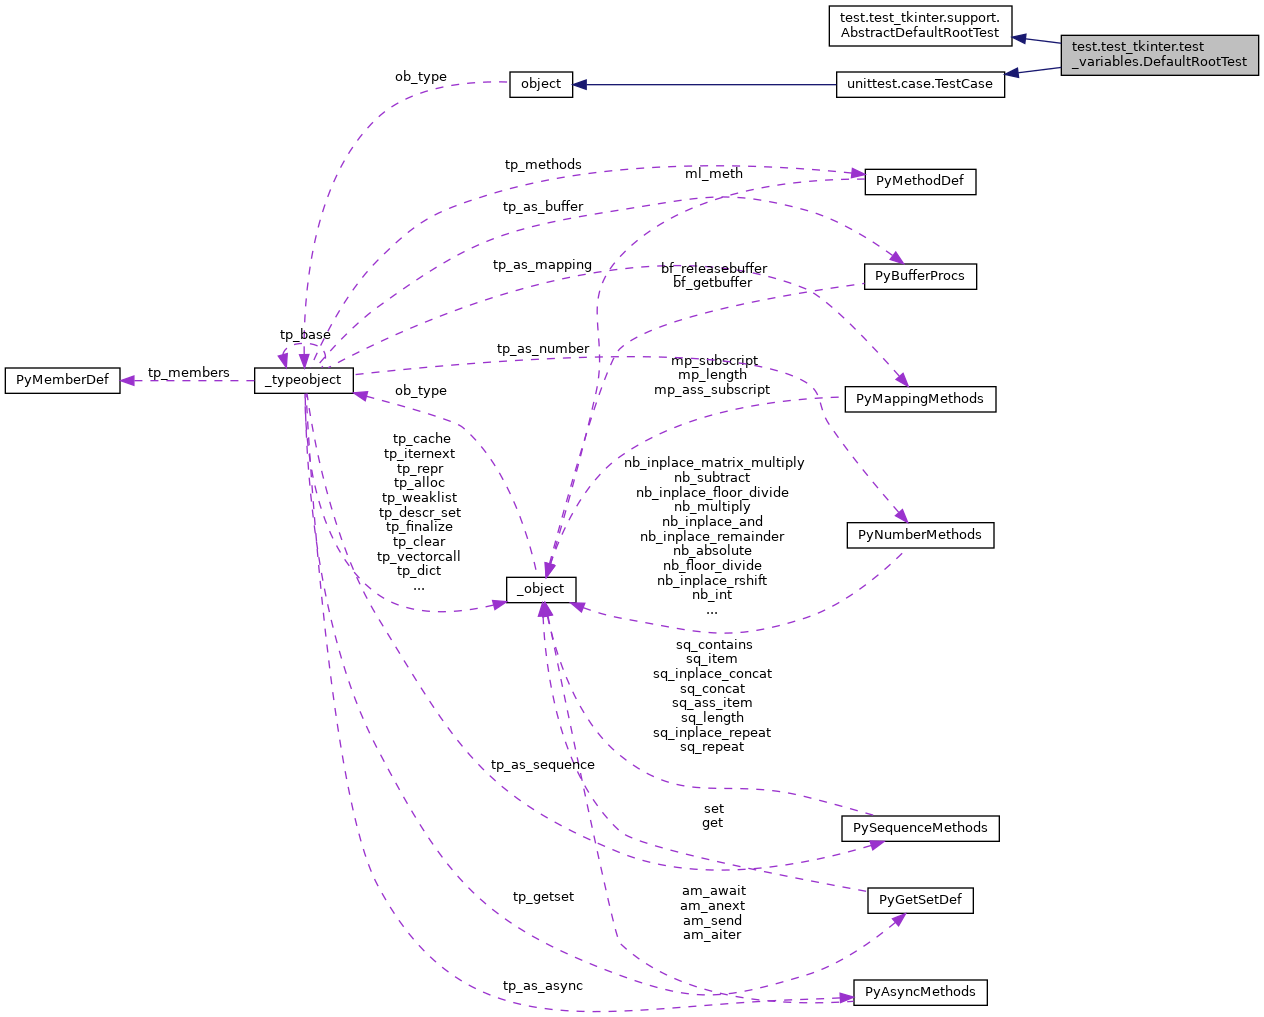 test.test_tkinter.support.
AbstractDefaultRootTest
test.test_tkinter.test
_variables.DefaultRootTest
ob_type
object
unittest.case.TestCase
tp_methods
ml_meth
PyMethodDef
tp_as_buffer
tp_as_mapping
bf_releasebuffer
bf_getbuffer
PyBufferProcs
tp_base
tp_as_number
mp_subscript
mp_length
mp_ass_subscript
PyMemberDef
tp_members
_typeobject
ob_type
PyMappingMethods
tp_cache
tp_iternext
tp_repr
tp_alloc
tp_weaklist
tp_descr_set
tp_finalize
tp_clear
tp_vectorcall
tp_dict
...
nb_inplace_matrix_multiply
nb_subtract
nb_inplace_floor_divide
nb_multiply
nb_inplace_and
nb_inplace_remainder
nb_absolute
nb_floor_divide
nb_inplace_rshift
nb_int
...
PyNumberMethods
_object
sq_contains
sq_item
sq_inplace_concat
sq_concat
sq_ass_item
sq_length
sq_inplace_repeat
sq_repeat
tp_as_sequence
PySequenceMethods
set
get
tp_getset
am_await
am_anext
am_send
am_aiter
PyGetSetDef
tp_as_async
PyAsyncMethods